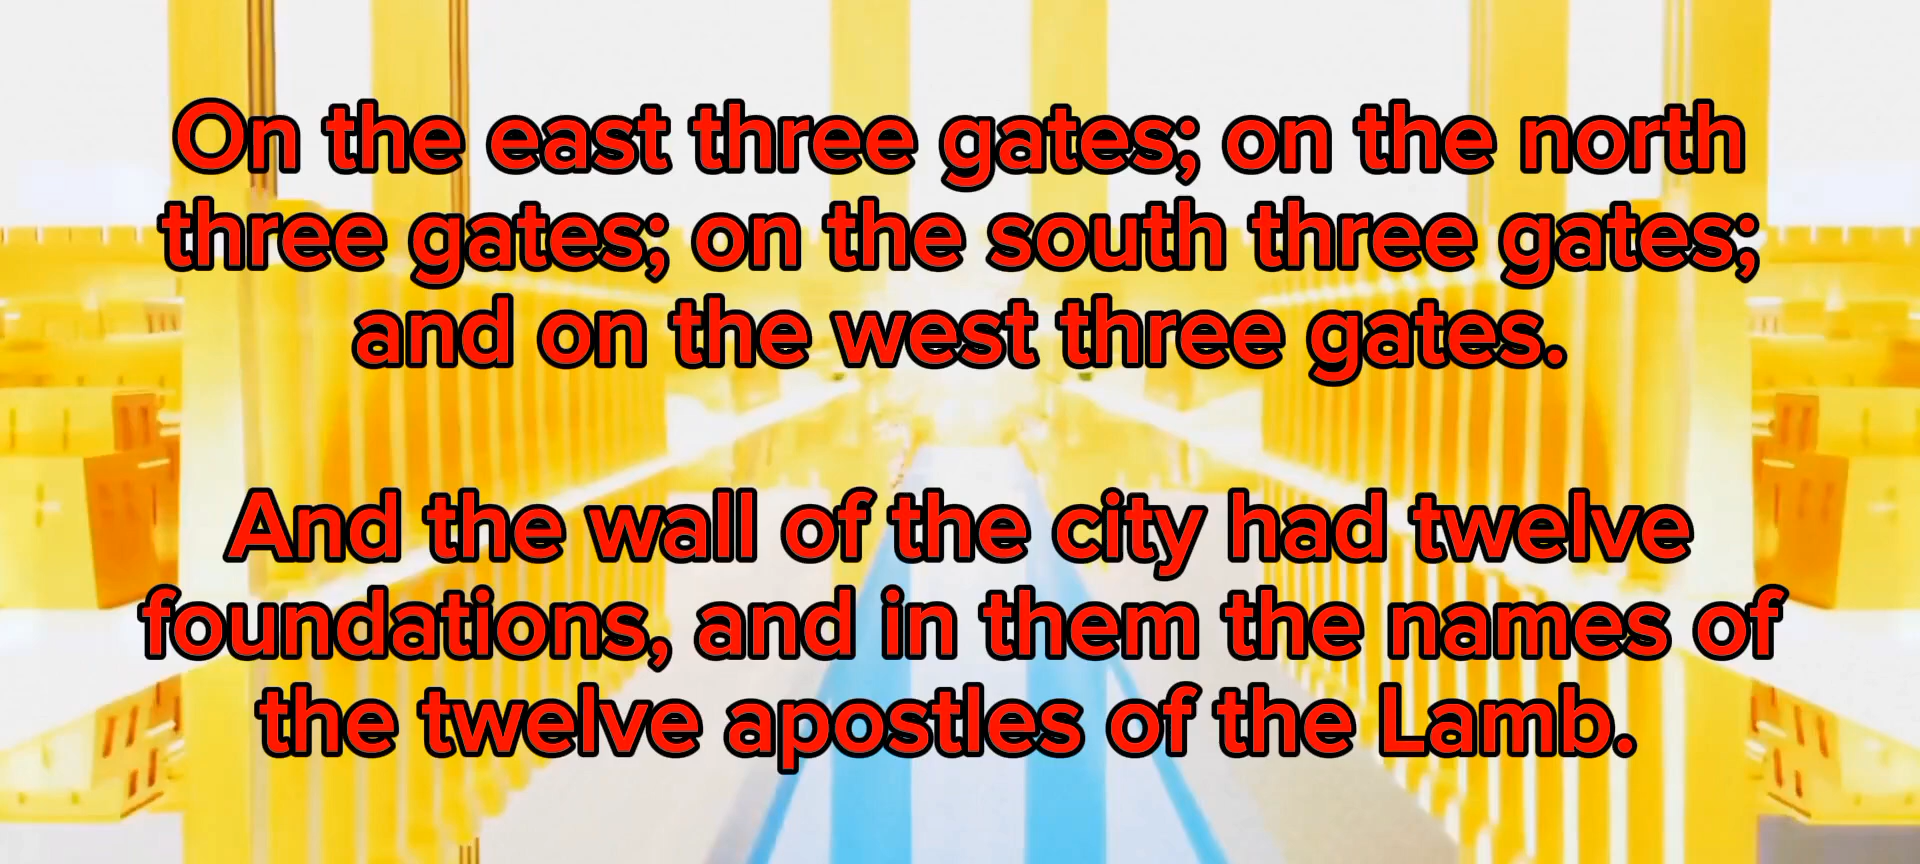 On the east three gates; on the north
three gates; on the south three gates;
and on the west three gates.
And the wall of the city had twelve
foundations, and in them the names of
the twelve apostles of the Lamb.